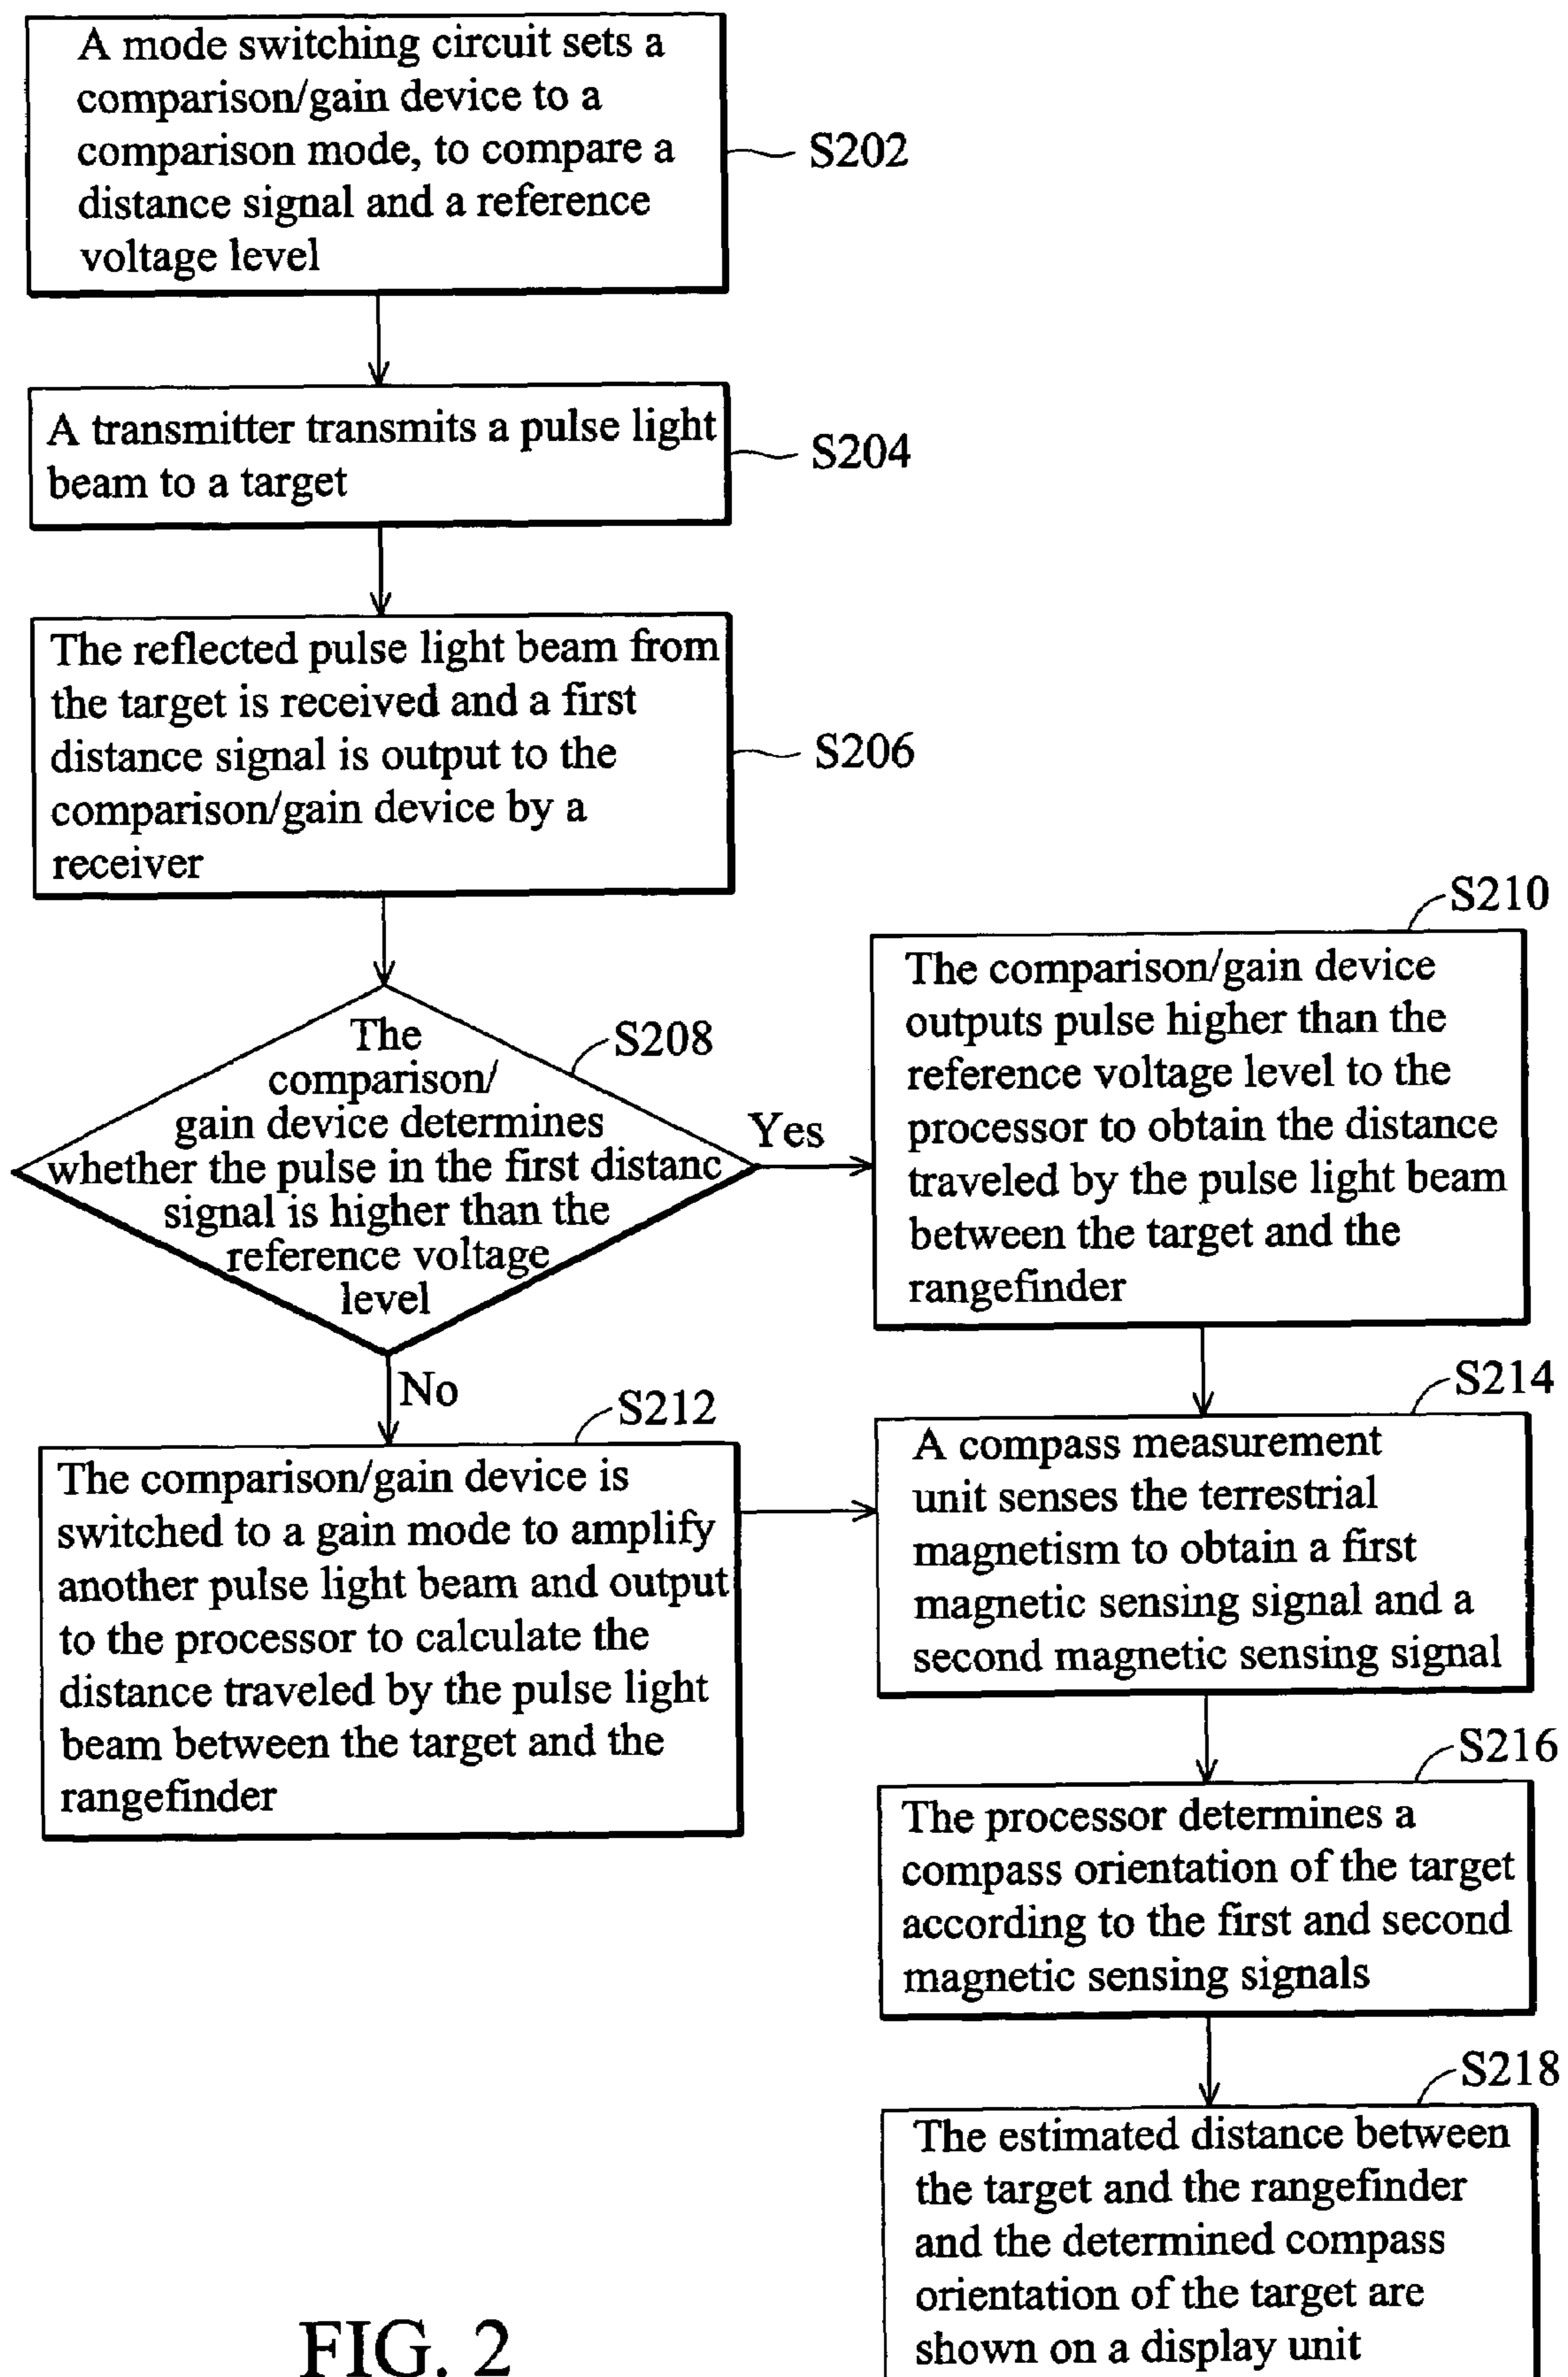 A mode switching circuit sets a
comparison/gain device to a
comparison mode, to compare a
distance signal and a reference
voltage level
S202
A transmitter transmits a pulse light
beam to a target
S204
The reflected pulse light beam from
the target is received and a first
distance signal is output to the
comparison/gain device by a
receiver
S206
The
comparison/
gain device determines
whether the pulse in the first distanc
signal is higher than the
reference voltage
level
S208
Yes
No
S210
The comparison/gain device
outputs pulse higher than the
reference voltage level to the
processor to obtain the distance
traveled by the pulse light beam
between the target and the
rangefinder
S212
The comparison/gain device is
switched to a gain mode to amplify
another pulse light beam and output
to the processor to calculate the
distance traveled by the pulse light
beam between the target and the
rangefinder
S214
A compass measurement
unit senses the terrestrial
magnetism to obtain a first
magnetic sensing signal and a
second magnetic sensing signal
S216
The processor determines a
compass orientation of the target
according to the first and second
magnetic sensing signals
S218
The estimated distance between
the target and the rangefinder
and the determined compass
orientation of the target are
shown on a display unit
FIG. 2